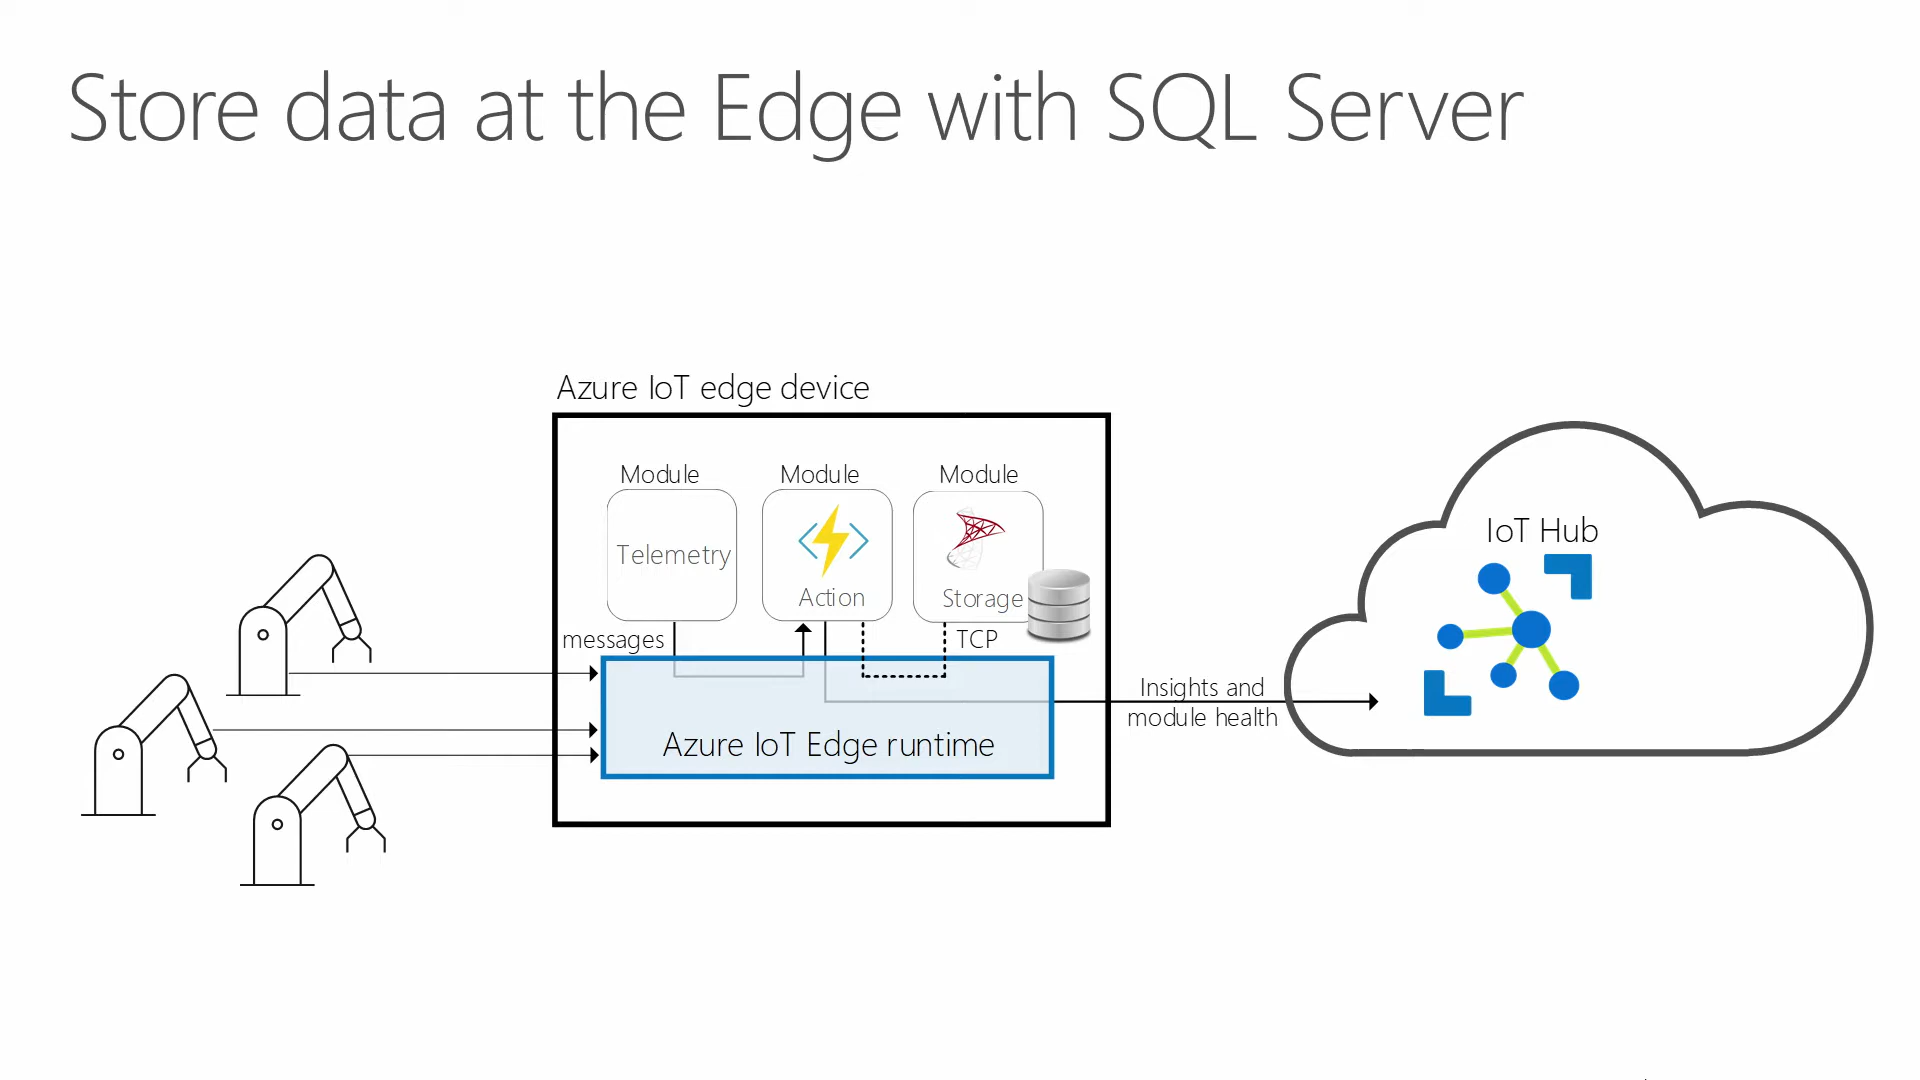 Store data at the Edge with SQL Server
Azure IoT edge device
Module
Module
Module
Telemetry
Action
Storage
messages
TCP
Azure IoT Edge runtime
Insights and
module health
IoT Hub